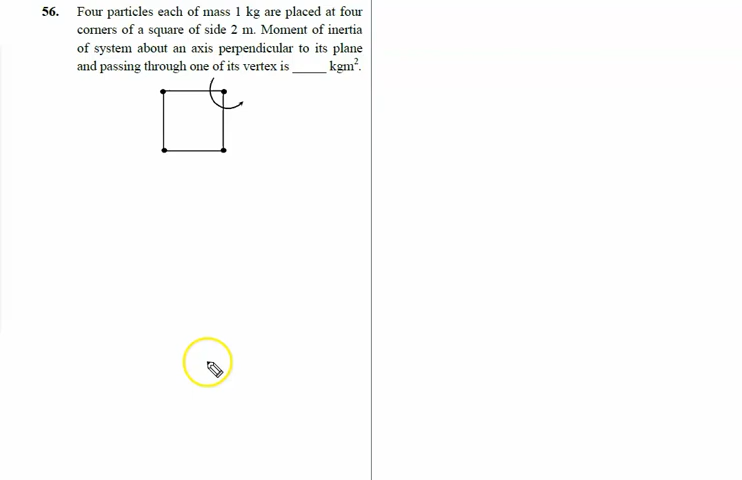 56. Four particles each of mass 1 kg are placed at four
corners of a square of side 2 m. Moment of inertia
of system about an axis perpendicular to its plane
and passing through one of its vertex is _____ kgm².